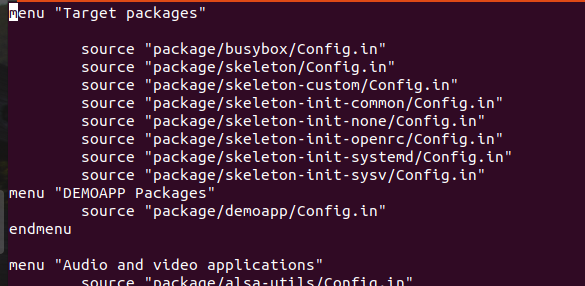 menu "Target packages"
source "package/busybox/Config.in"
source "package/skeleton/Config.in"
source "package/skeleton-custom/Config.in"
source "package/skeleton-init-common/Config.in"
source "package/skeleton-init-none/Config.in"
source "package/skeleton-init-openrc/Config.in"
source "package/skeleton-init-systemd/Config.in"
source "package/skeleton-init-sysv/Config.in"
menu "DEMOAPP Packages"
source "package/demoapp/Config.in"
endmenu
menu "Audio and video applications"
source "package/alsa-utils/Config.in"